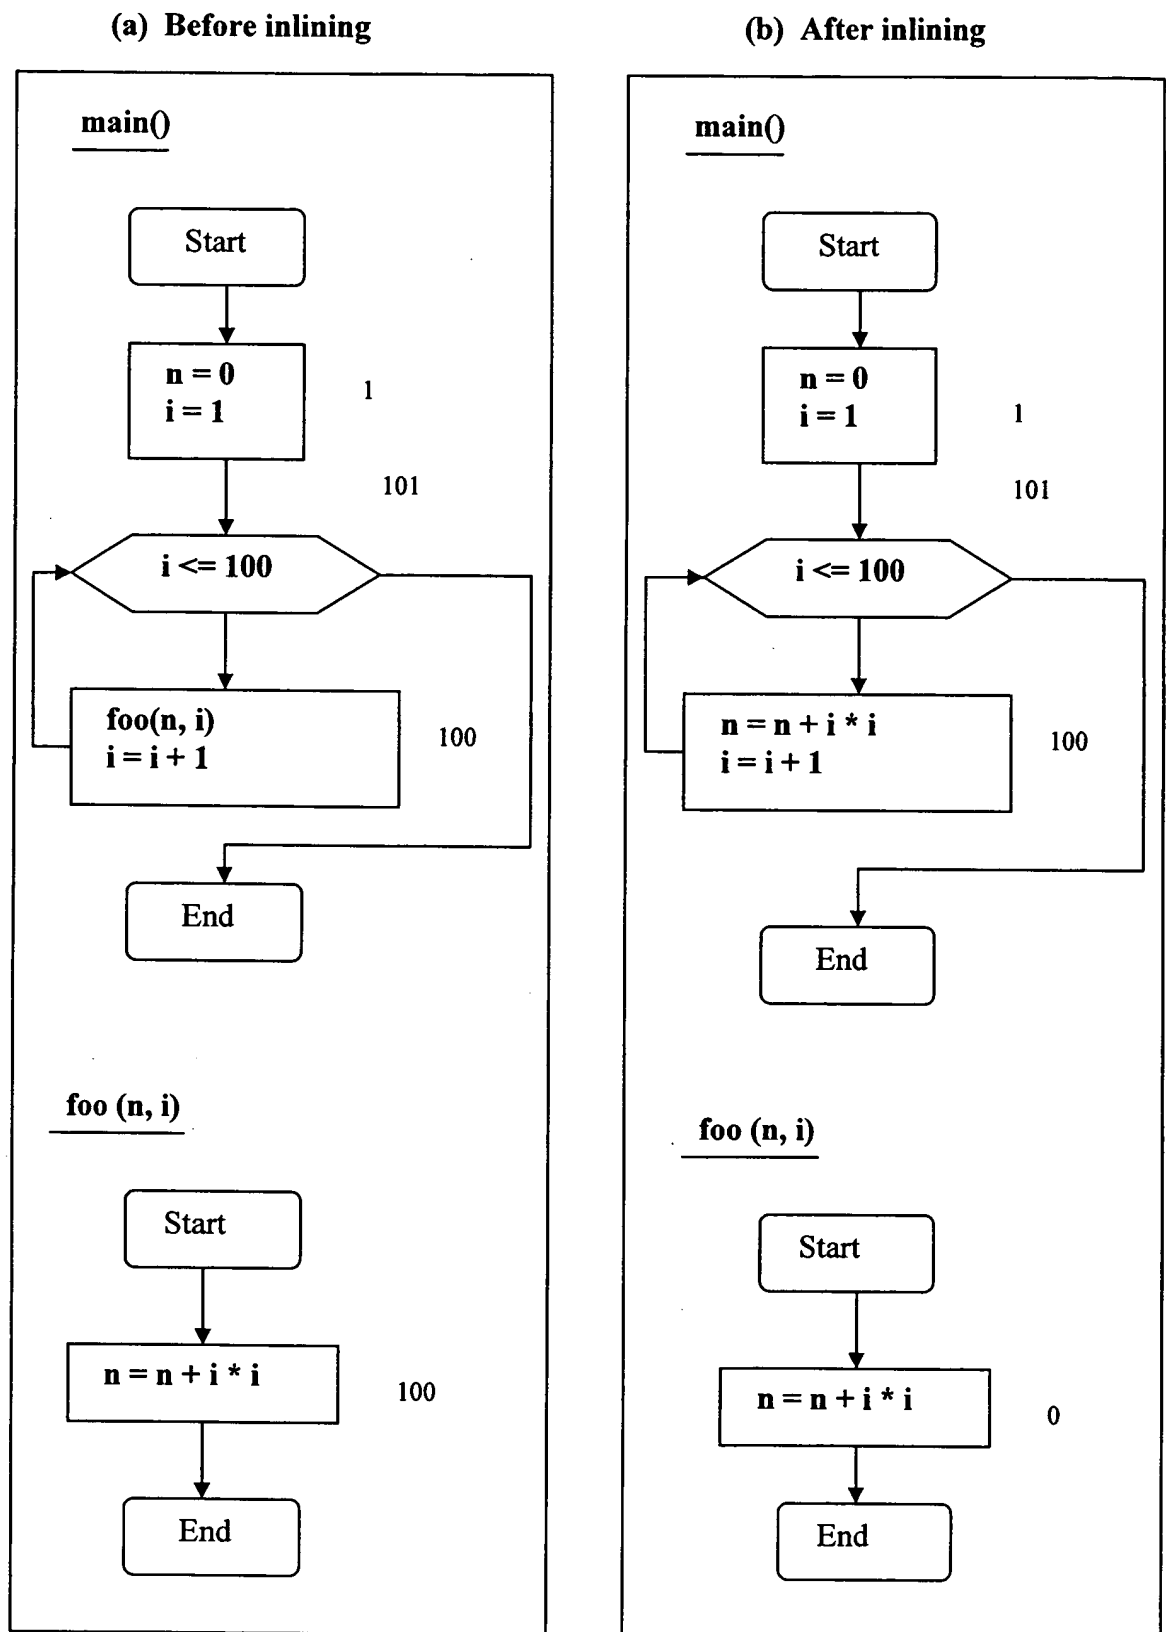 (a) Before inlining
main()
Start
n = 0
i = 1
1
101
i <= 100
foo(n, i)
i = i + 1
100
End
foo (n, i)
Start
n = n + i * i
100
End
(b) After inlining
main()
Start
n = 0
i = 1
1
101
i <= 100
n = n + i * i
i = i + 1
100
End
foo (n, i)
Start
n = n + i * i
0
End